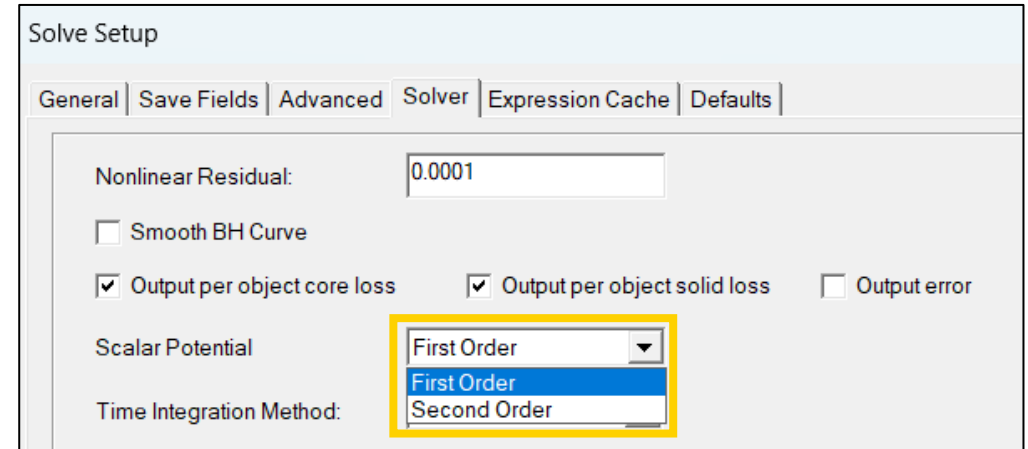 Solve Setup
General Save Fields Advanced Solver Expression Cache Defaults
Nonlinear Residual: 0.0001
Smooth BH Curve
Output per object core loss Output per object solid loss Output error
Scalar Potential First Order
First Order
Time Integration Method: Second Order